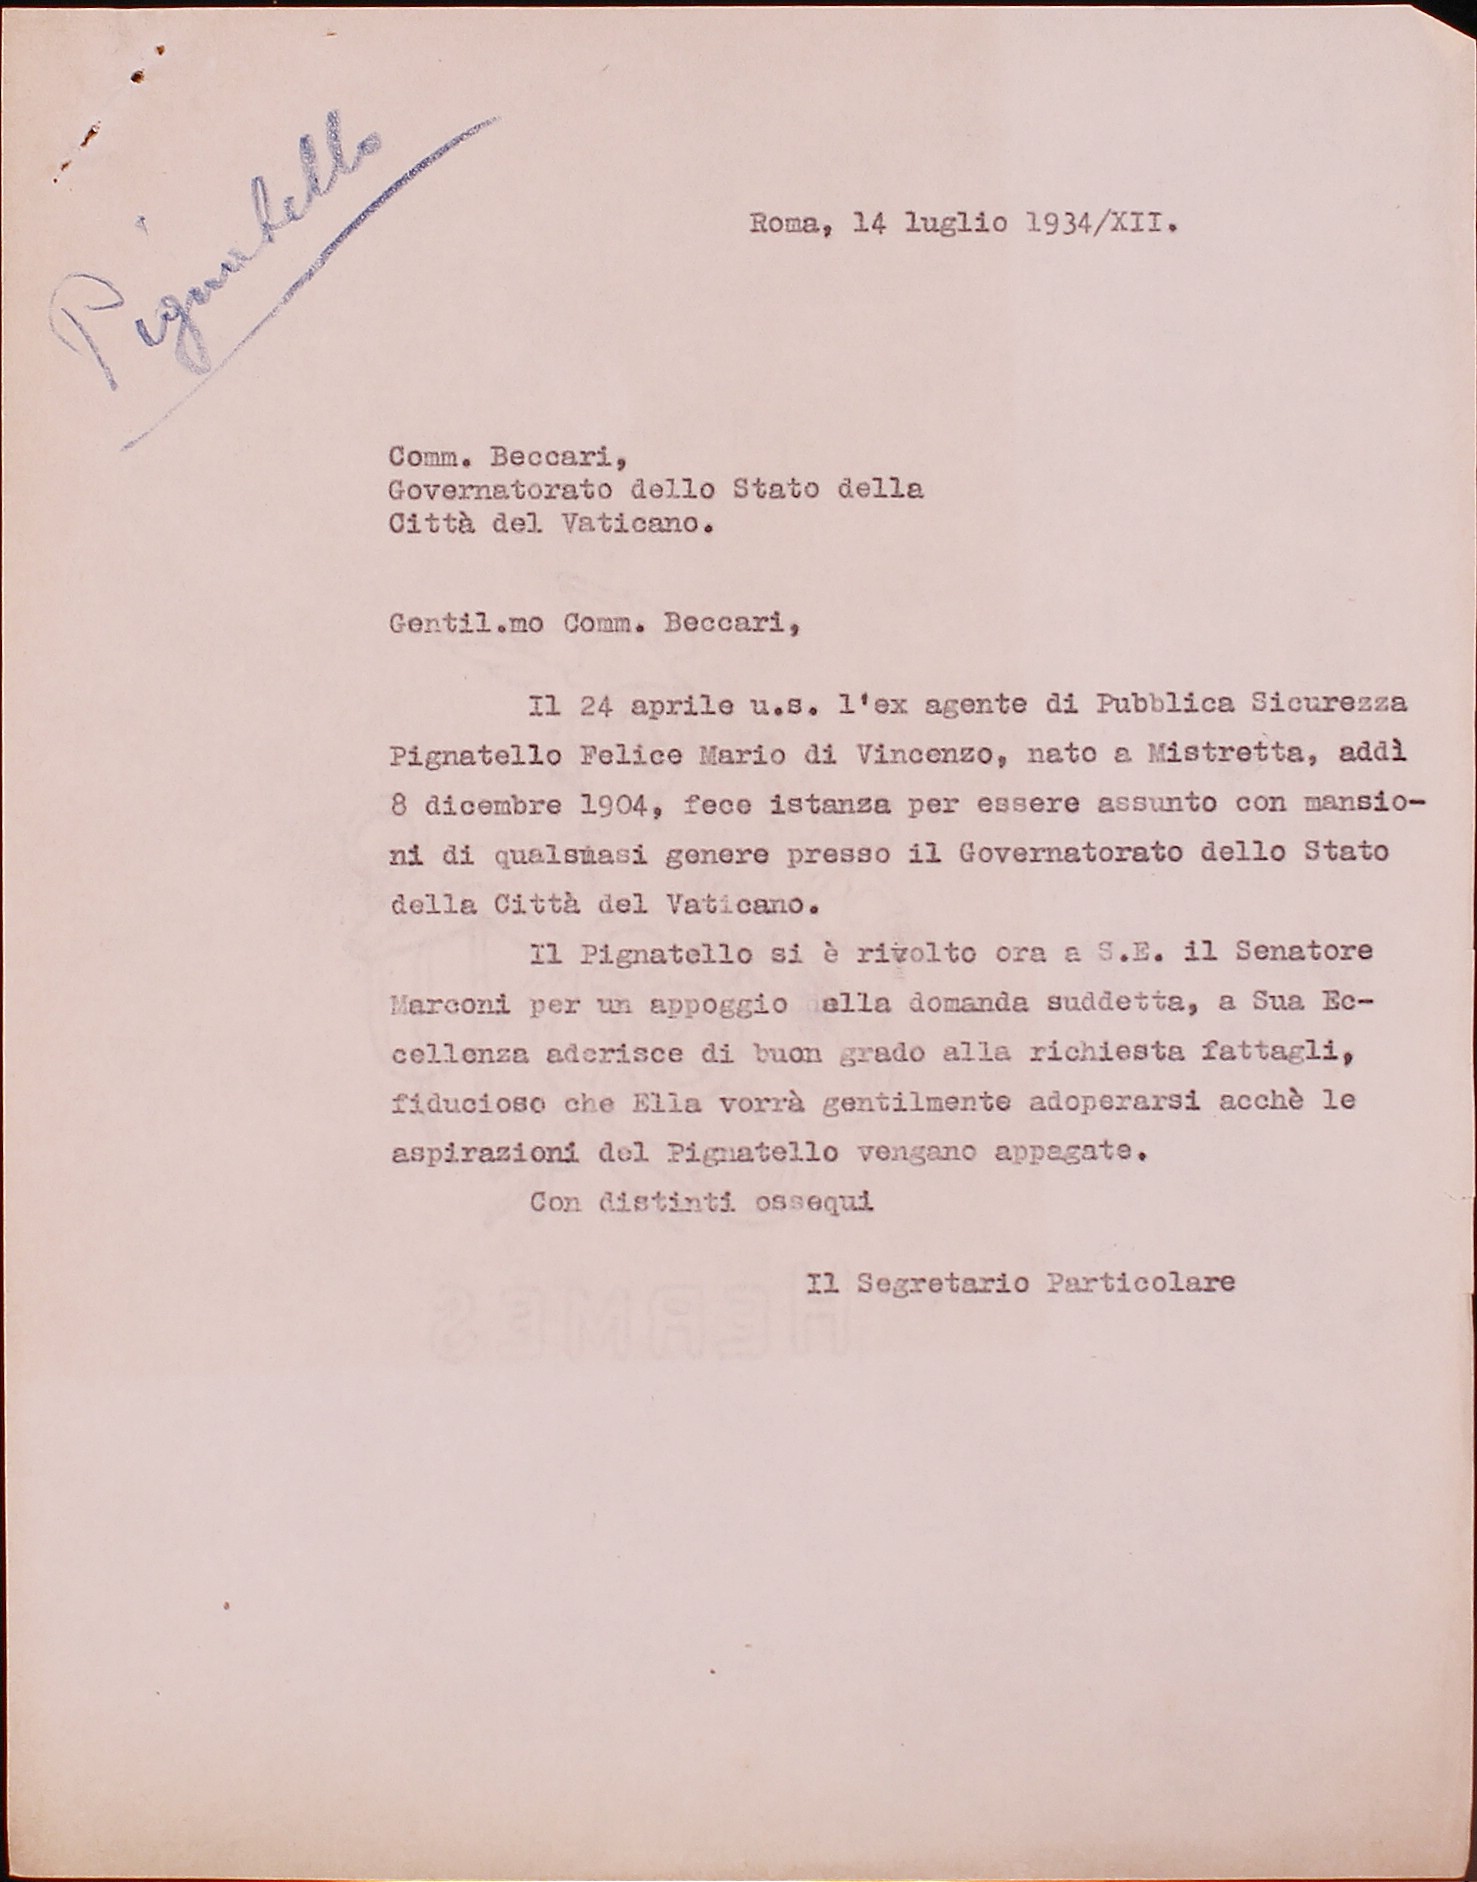 Pignatello
Roma, 14 luglio 1934/XII.
Comm. Beccari,
Governatorato dello Stato della
Città del Vaticano.
Gentil.mo Comm. Beccari,
Il 24 aprile u.s. l'ex agente di Pubblica Sicurezza
Pignatello Felice Mario di Vincenzo, nato a Mistretta, addì
8 dicembre 1904, fece istanza per essere assunto con mansio-
ni di qualsmasi genere presso il Governatorato dello Stato
della Città del Vaticano.
Il Pignatello si è rivolto ora a S.E. il Senatore
Marconi per un appoggio alla domanda suddetta, a Sua Ec-
cellenza aderisce di buon grado alla richiesta fattagli,
fiducioso che Ella vorrà gentilmente adoperarsi acchè le
aspirazioni del Pignatello vengano appagate.
Con distinti ossequi
Il Segretario Particolare
HERMES